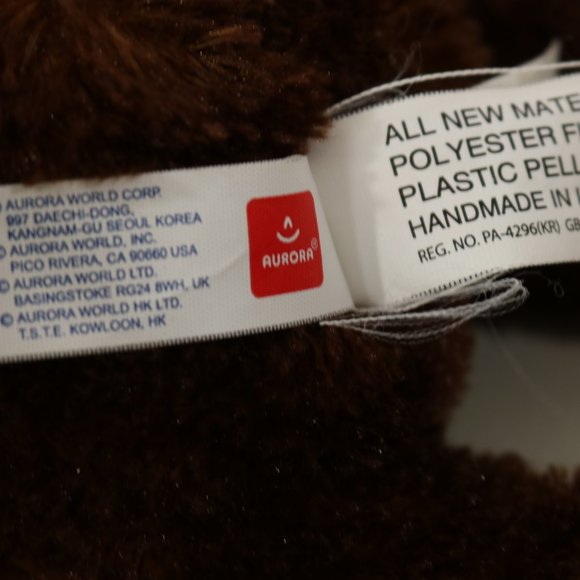 © AURORA WORLD CORP.
997 DAECHI-DONG,
KANGNAM-GU SEOUL KOREA
© AURORA WORLD, INC.
PICO RIVERA, CA 90660 USA
© AURORA WORLD LTD.
BASINGSTOKE RG24 8WH, UK
© AURORA WORLD HK LTD.
T.S.T.E. KOWLOON, HK
AURORA®
ALL NEW MATE
POLYESTER F
PLASTIC PELL
HANDMADE IN
REG. NO. PA-4296(KR) GB